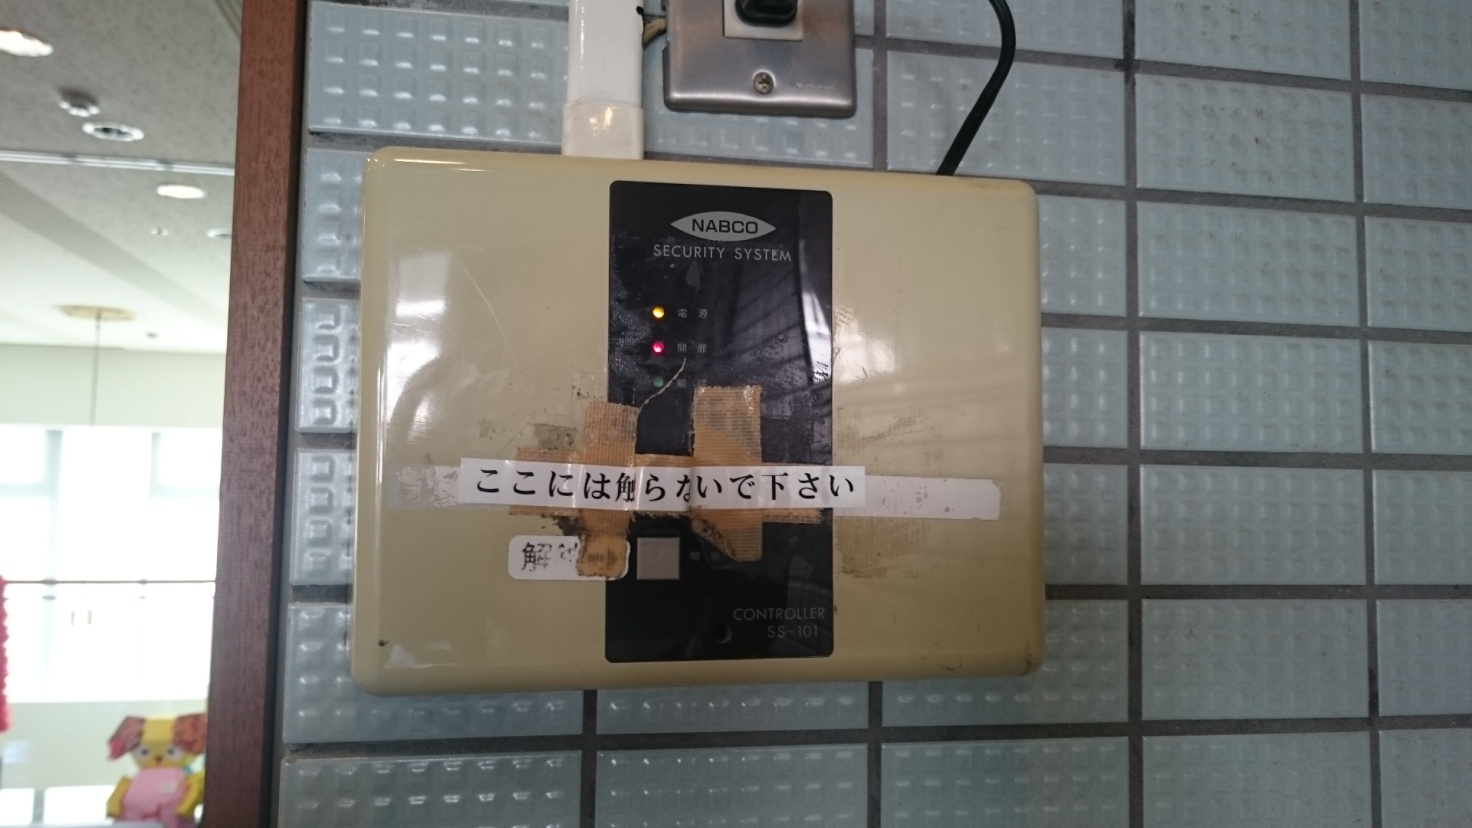 NABCO
SECURITY SYSTEM
電源
開
ここには触らないで下さい
解
CONTROLLER
SS-101